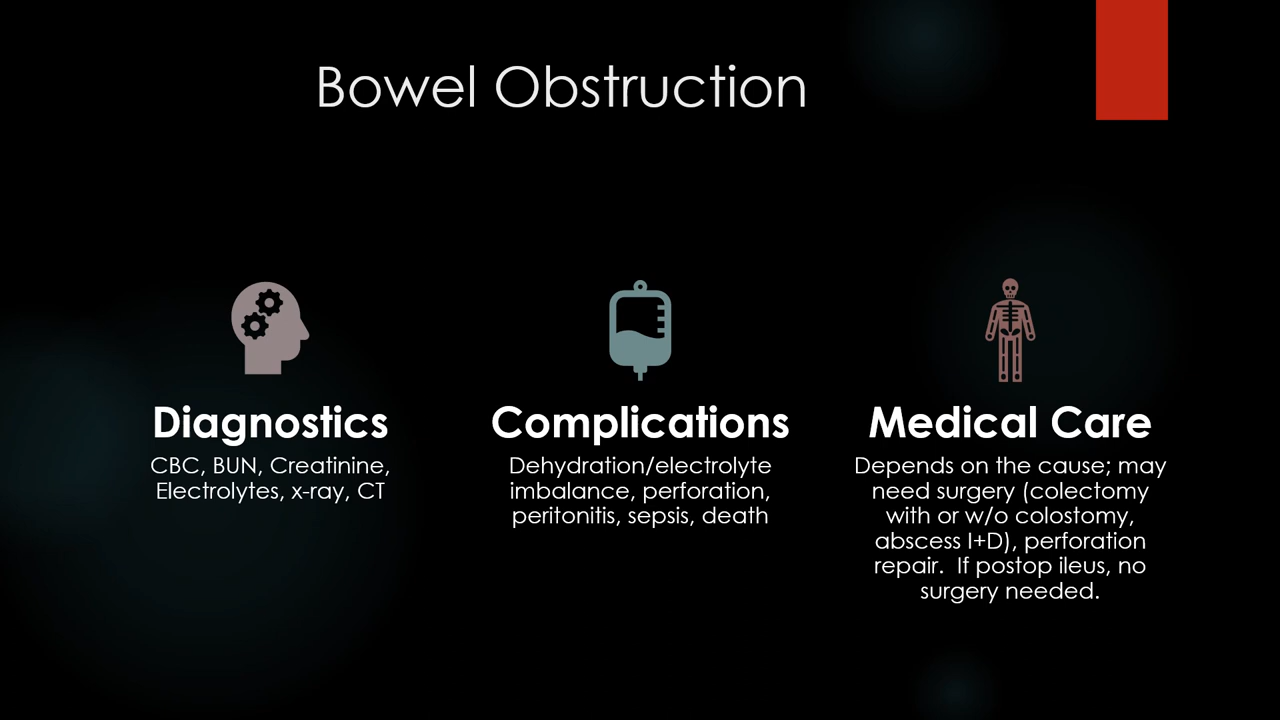 Bowel Obstruction
Diagnostics
CBC, BUN, Creatinine,
Electrolytes, x-ray, CT
Complications
Dehydration/electrolyte
imbalance, perforation,
peritonitis, sepsis, death
Medical Care
Depends on the cause; may
need surgery (colectomy
with or w/o colostomy,
abscess I+D), perforation
repair.  If postop ileus, no
surgery needed.